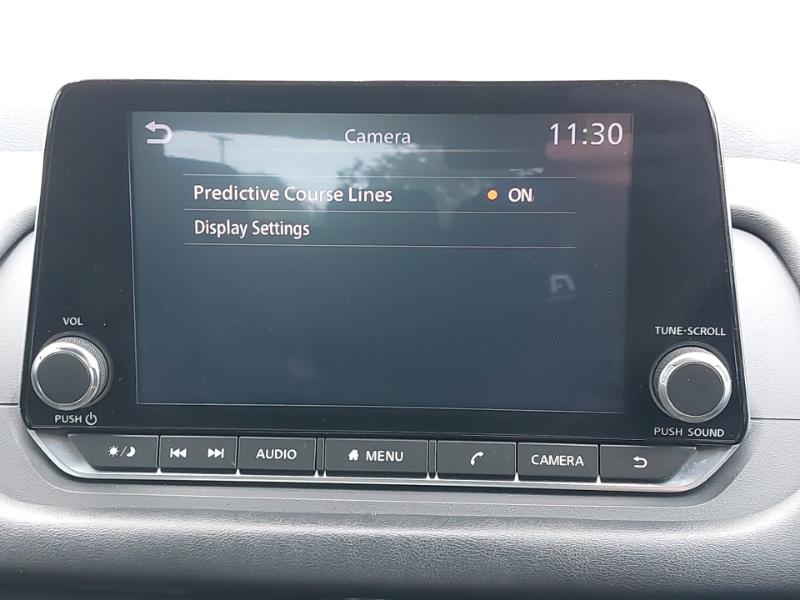 Camera 11:30
Predictive Course Lines ON
Display Settings
VOL
TUNE·SCROLL
PUSH
PUSH SOUND
AUDIO MENU CAMERA